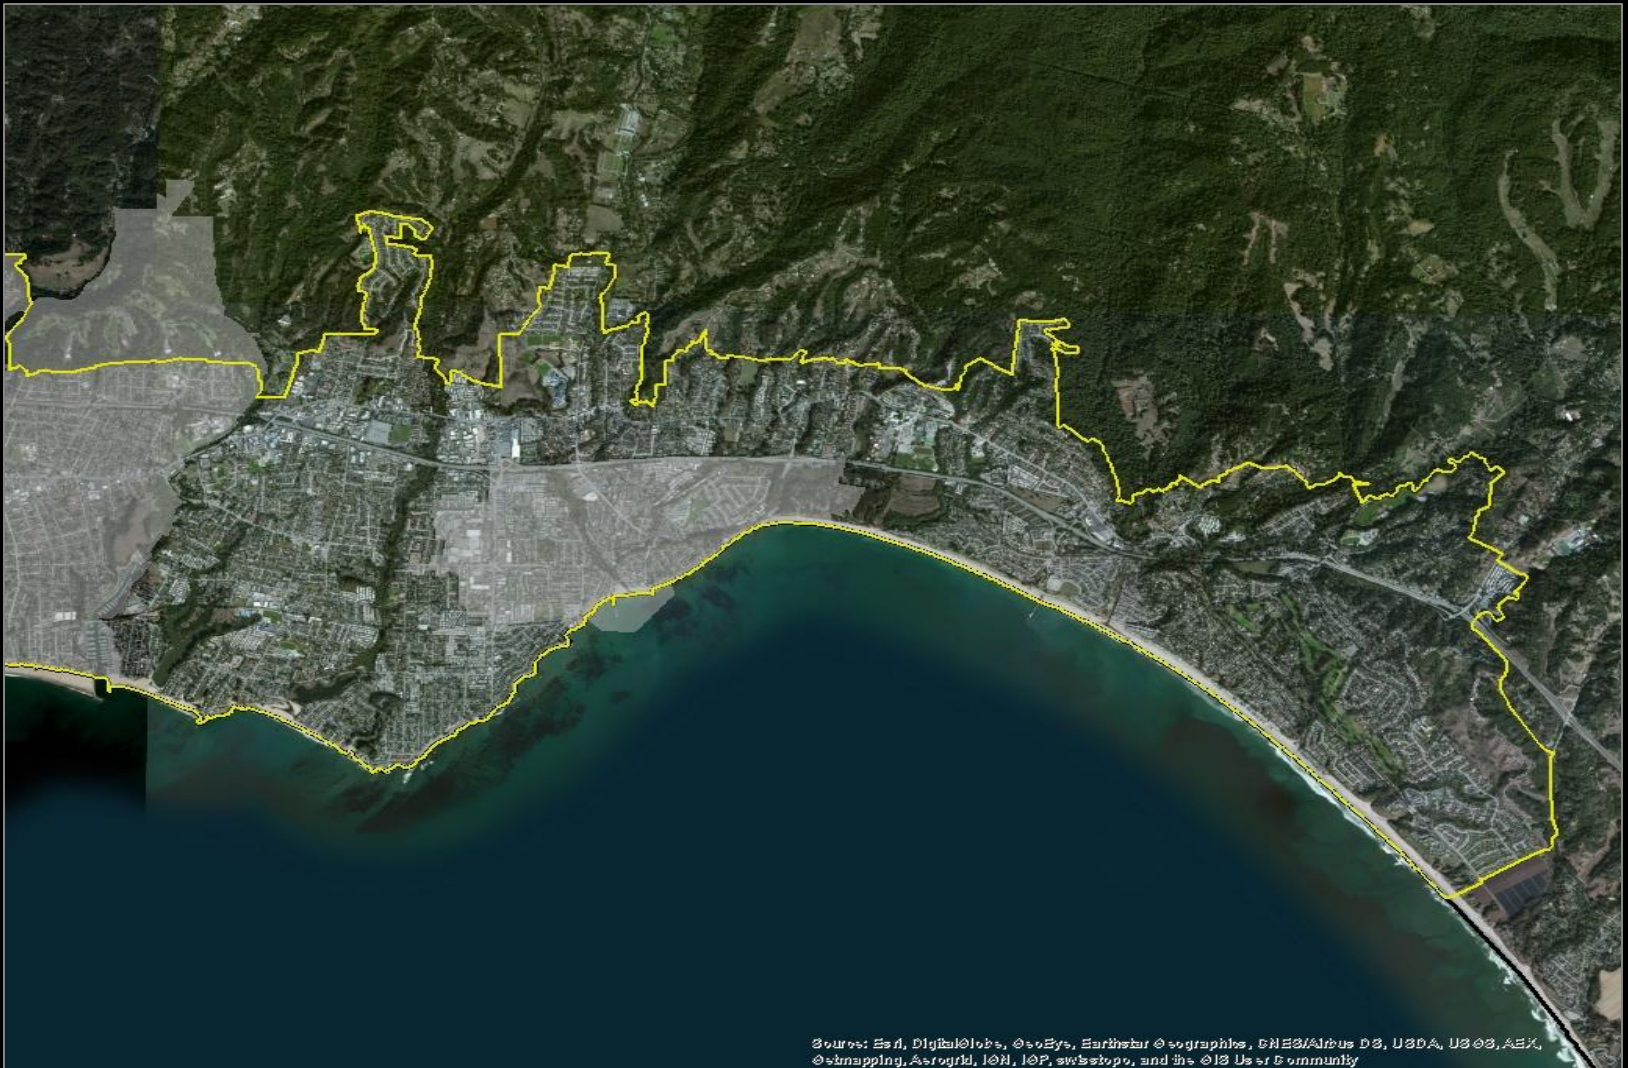 Source: Esri, DigitalGlobe, GeoEye, Earthstar Geographics, CNES/Airbus DS, USDA, USGS, AEX,
Getmapping, Aerogrid, IGN, IGP, swisstopo, and the GIS User Community